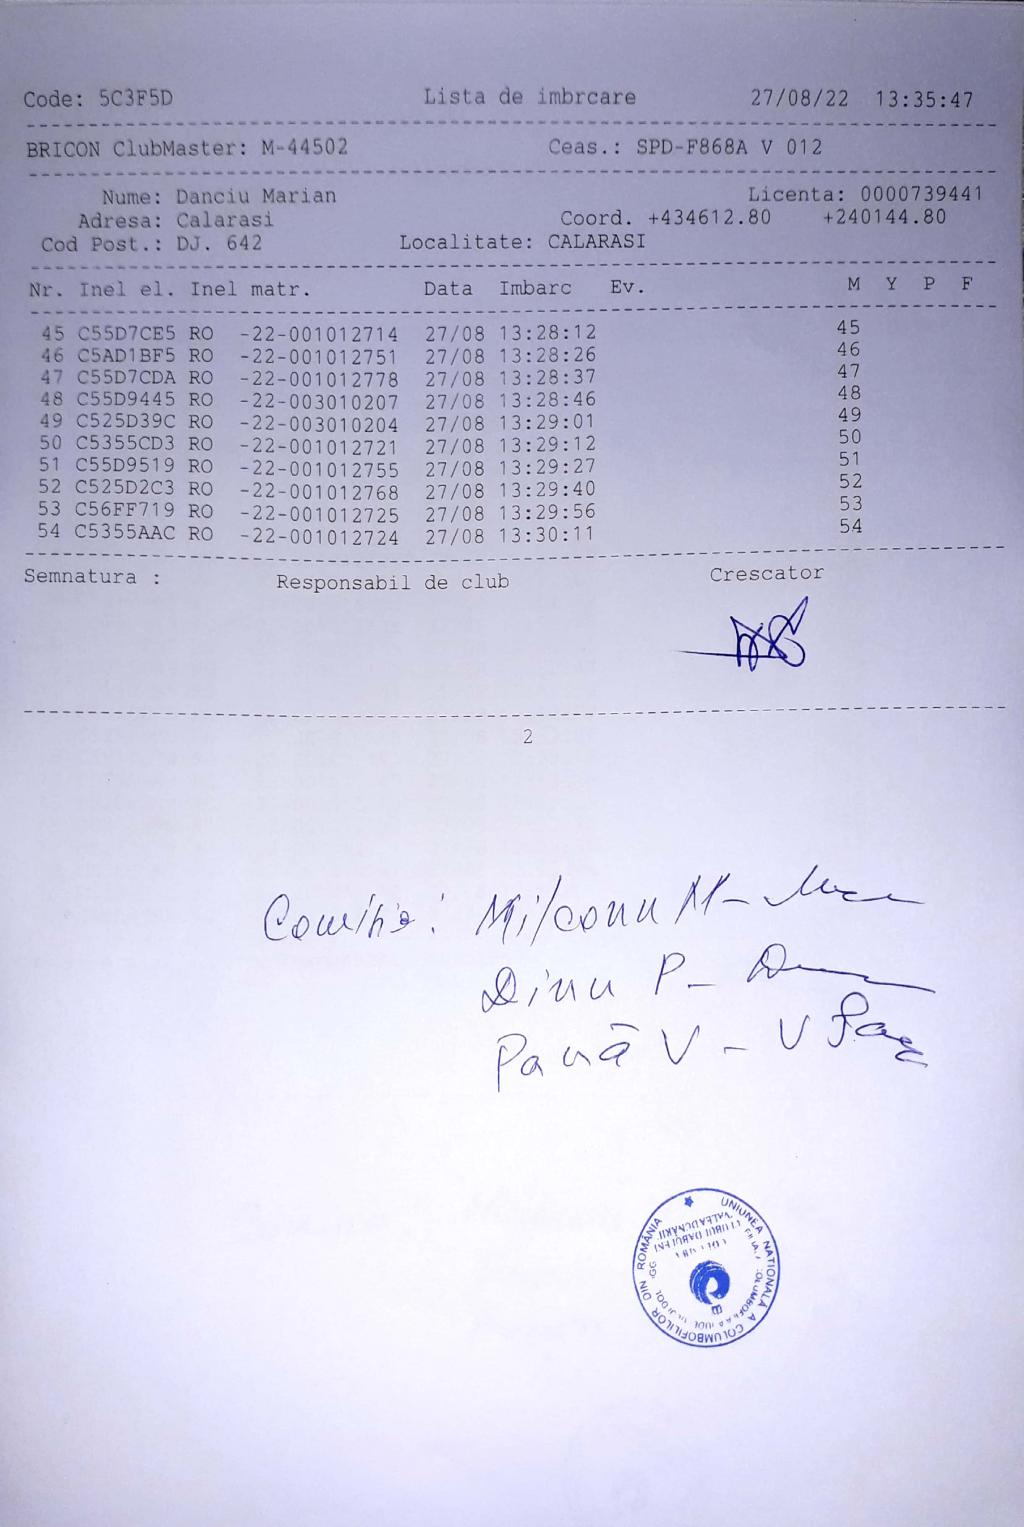 Code: 5C3F5D Lista de imbrcare 27/08/22 13:35:47
BRICON ClubMaster: M-44502 Ceas.: SPD-F868A V 012
Nume: Danciu Marian Licenta: 0000739441
Adresa: Calarasi Coord. +434612.80 +240144.80
Cod Post.: DJ. 642 Localitate: CALARASI
Nr. Inel el. Inel matr. Data Imbarc Ev. M Y P F
45 C55D7CE5 RO -22-001012714 27/08 13:28:12 45
46 C5AD1BF5 RO -22-001012751 27/08 13:28:26 46
47 C55D7CDA RO -22-001012778 27/08 13:28:37 47
48 C55D9445 RO -22-003010207 27/08 13:28:46 48
49 C525D39C RO -22-003010204 27/08 13:29:01 49
50 C5355CD3 RO -22-001012721 27/08 13:29:12 50
51 C55D9519 RO -22-001012755 27/08 13:29:27 51
52 C525D2C3 RO -22-001012768 27/08 13:29:40 52
53 C56FF719 RO -22-001012725 27/08 13:29:56 53
54 C5355AAC RO -22-001012724 27/08 13:30:11 54
Semnatura : Responsabil de club Crescator
2
Dinu P -
Pană V - V
UNIUNEA NATIONALĂ A COLUMBOFILILOR DIN ROMÂNIA